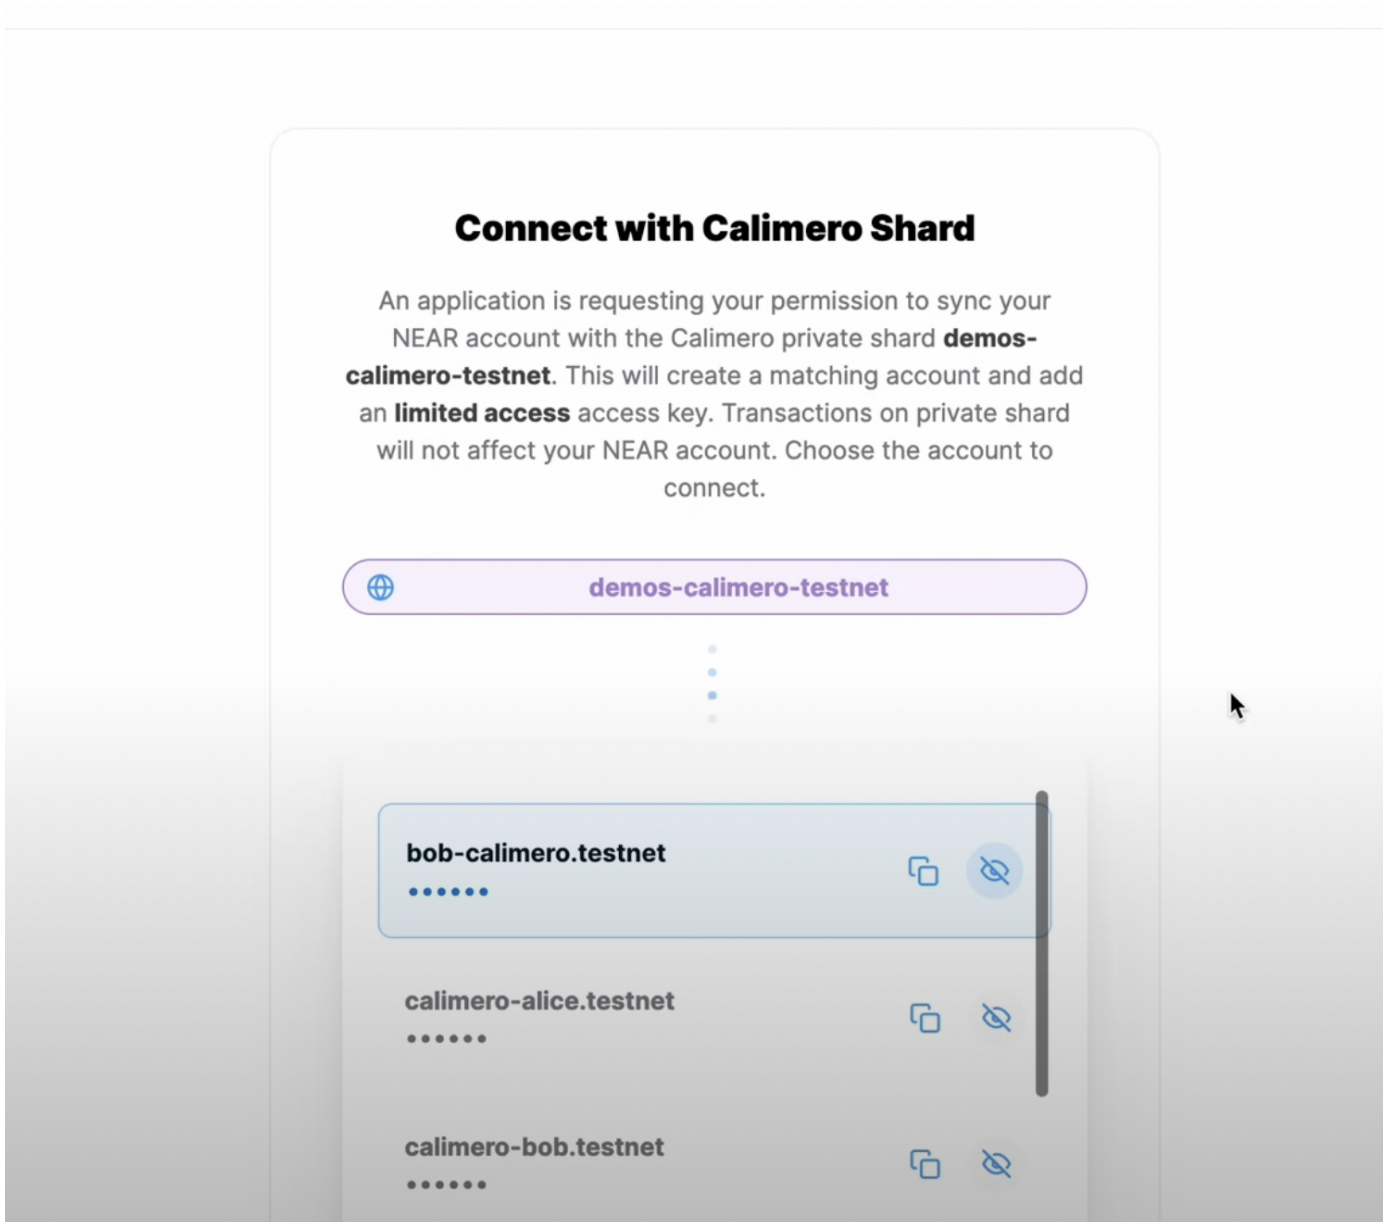 Connect with Calimero Shard
An application is requesting your permission to sync your
NEAR account with the Calimero private shard demos-
calimero-testnet. This will create a matching account and add
an limited access access key. Transactions on private shard
will not affect your NEAR account. Choose the account to
connect.
demos-calimero-testnet
bob-calimero.testnet
••••••
calimero-alice.testnet
••••••
calimero-bob.testnet
••••••